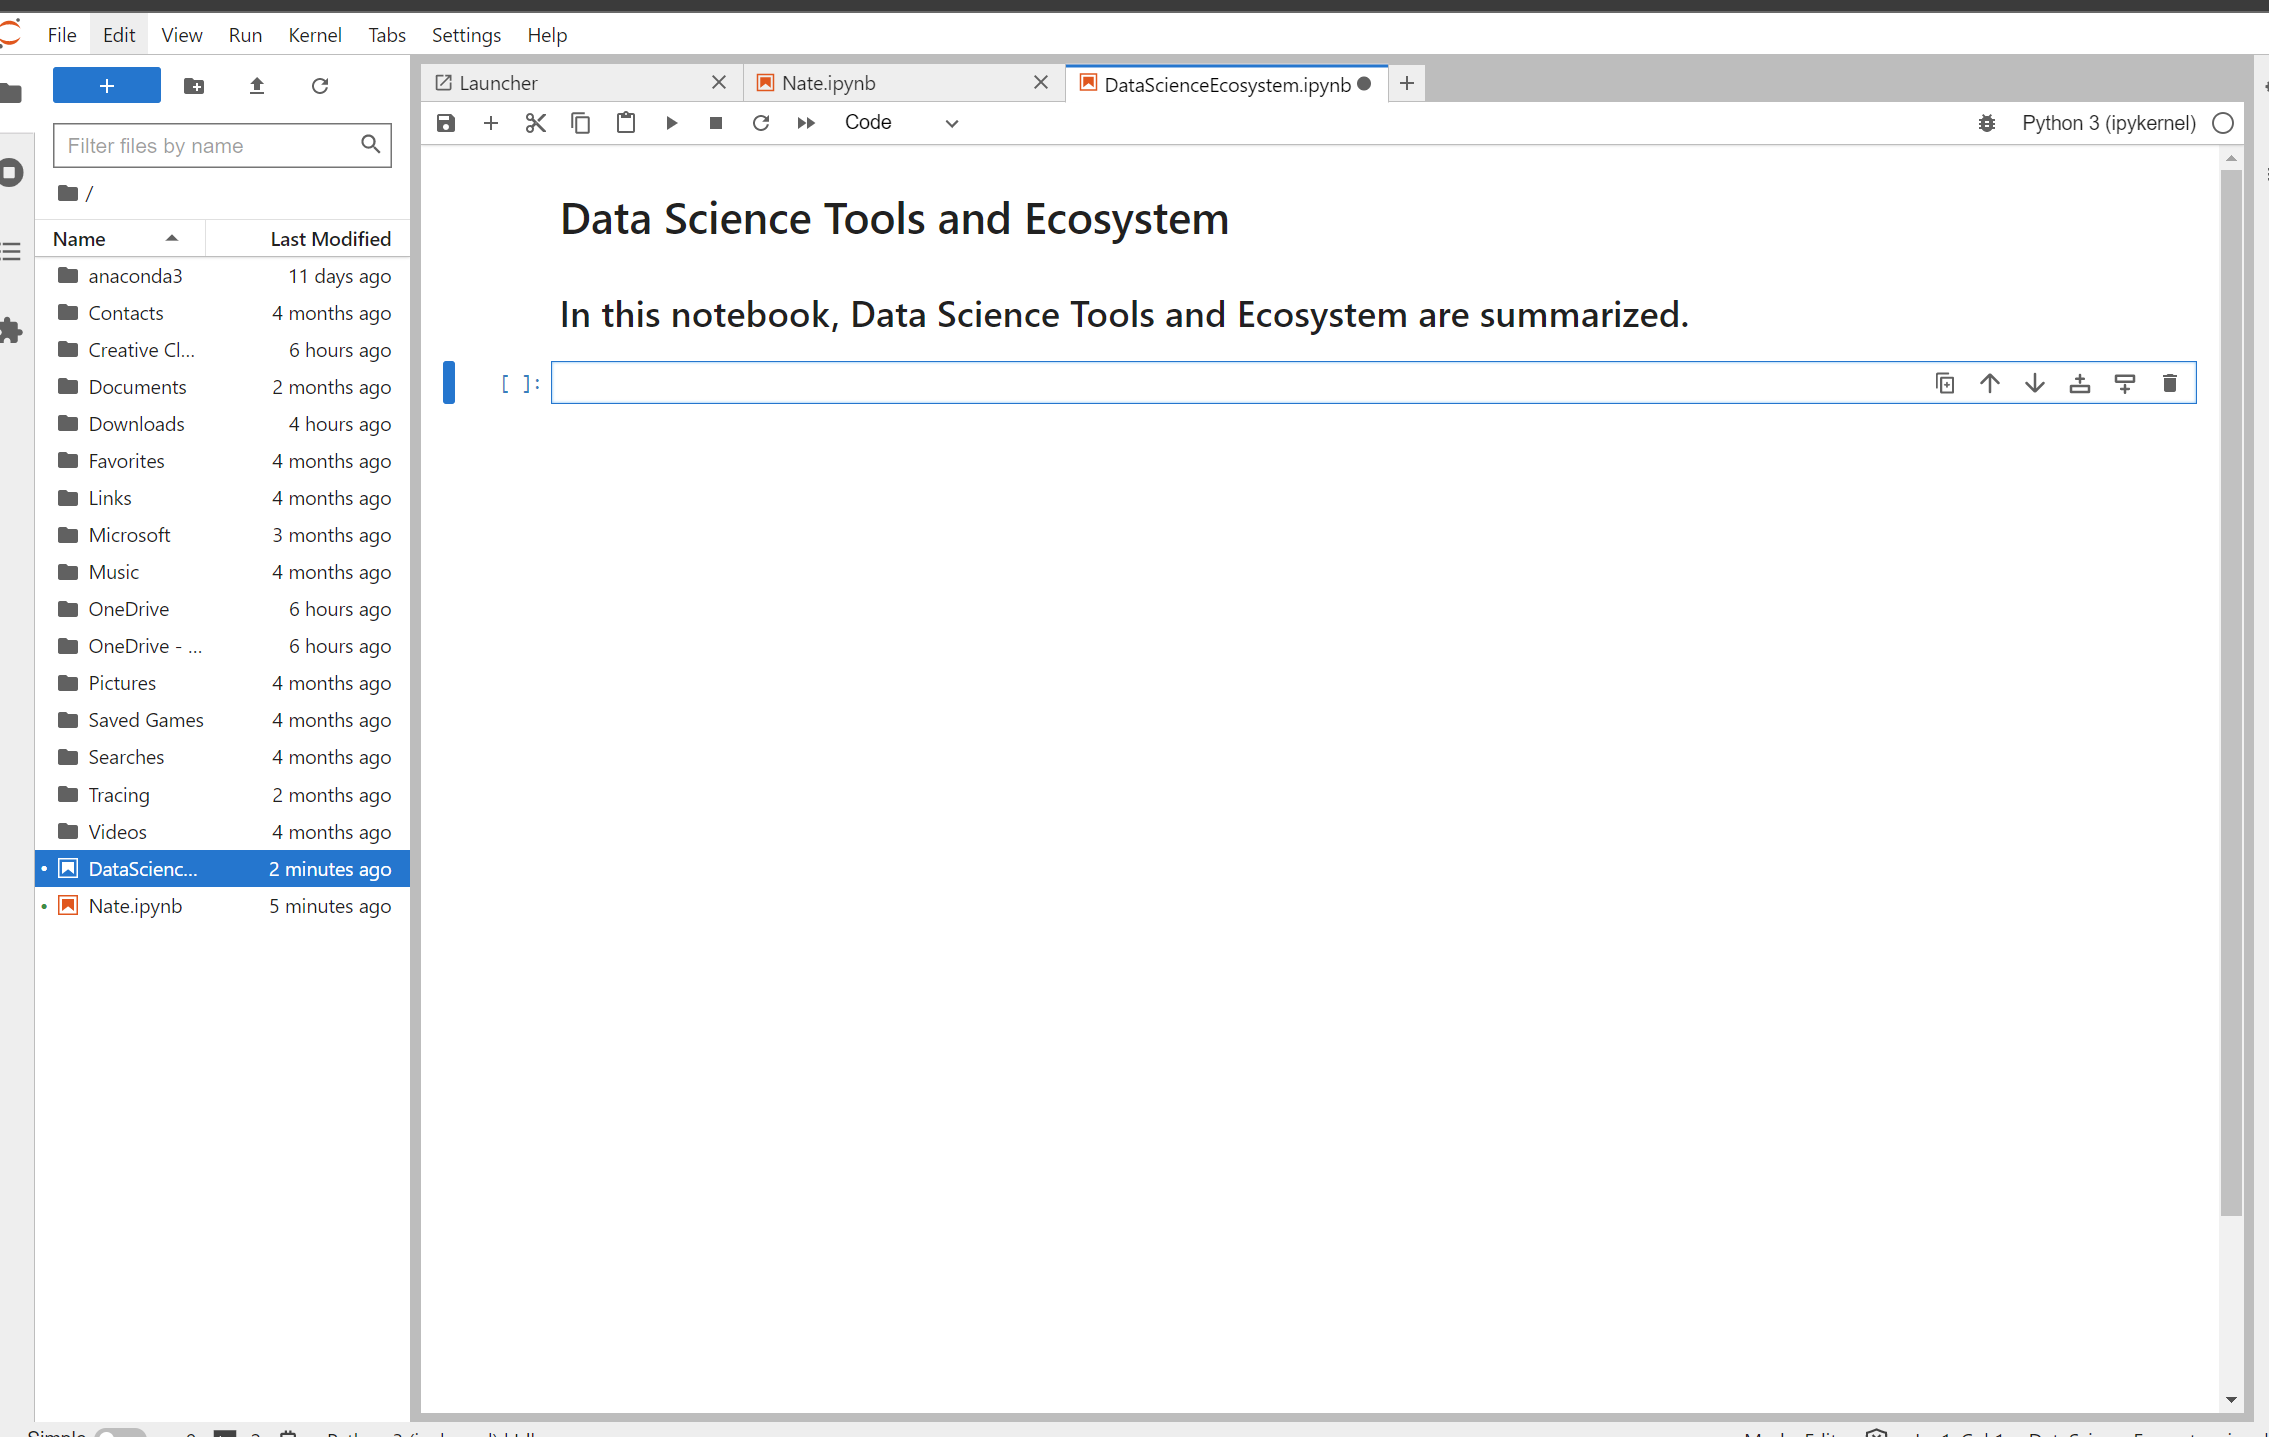 File Edit View Run Kernel Tabs Settings Help
+
Launcher Nate.ipynb DataScienceEcosystem.ipynb
Code Python 3 (ipykernel)
Filter files by name
/
Name Last Modified
anaconda3 11 days ago
Contacts 4 months ago
Creative Cl... 6 hours ago
Documents 2 months ago
Downloads 4 hours ago
Favorites 4 months ago
Links 4 months ago
Microsoft 3 months ago
Music 4 months ago
OneDrive 6 hours ago
OneDrive - ... 6 hours ago
Pictures 4 months ago
Saved Games 4 months ago
Searches 4 months ago
Tracing 2 months ago
Videos 4 months ago
DataScienc... 2 minutes ago
Nate.ipynb 5 minutes ago
Data Science Tools and Ecosystem
In this notebook, Data Science Tools and Ecosystem are summarized.
[ ]:
Simple